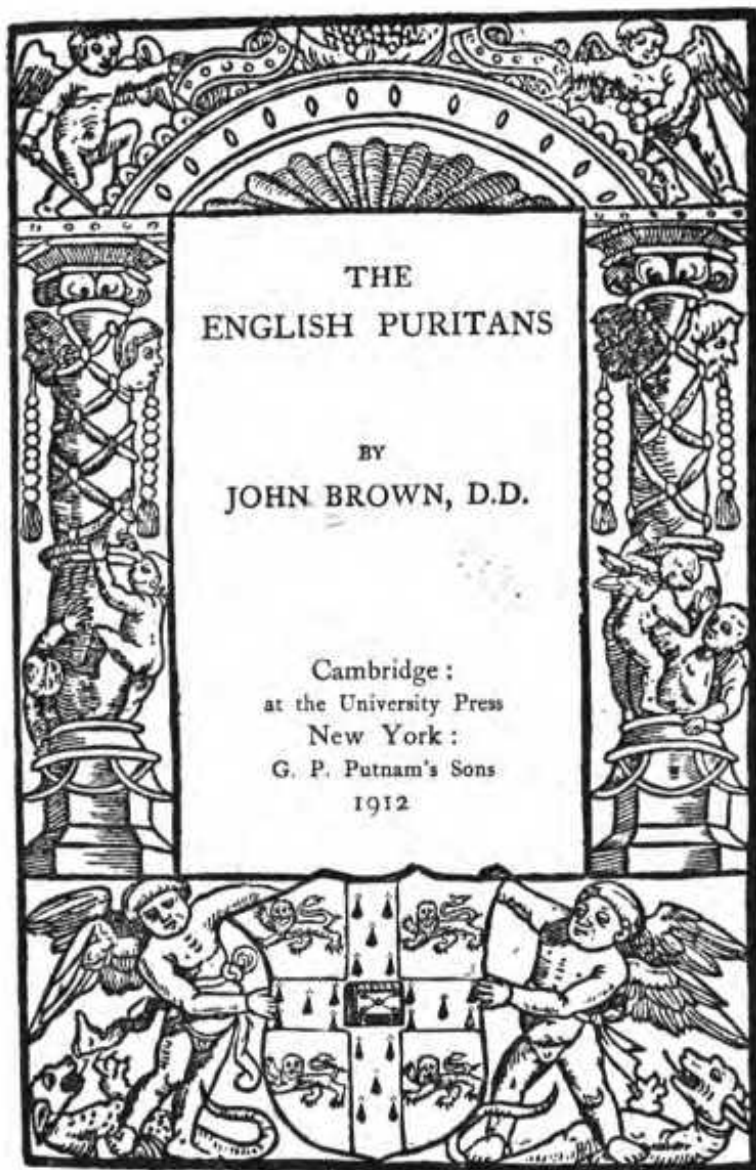 THE
ENGLISH PURITANS
BY
JOHN BROWN, D.D.
Cambridge :
at the University Press
New York :
G. P. Putnam's Sons
1912